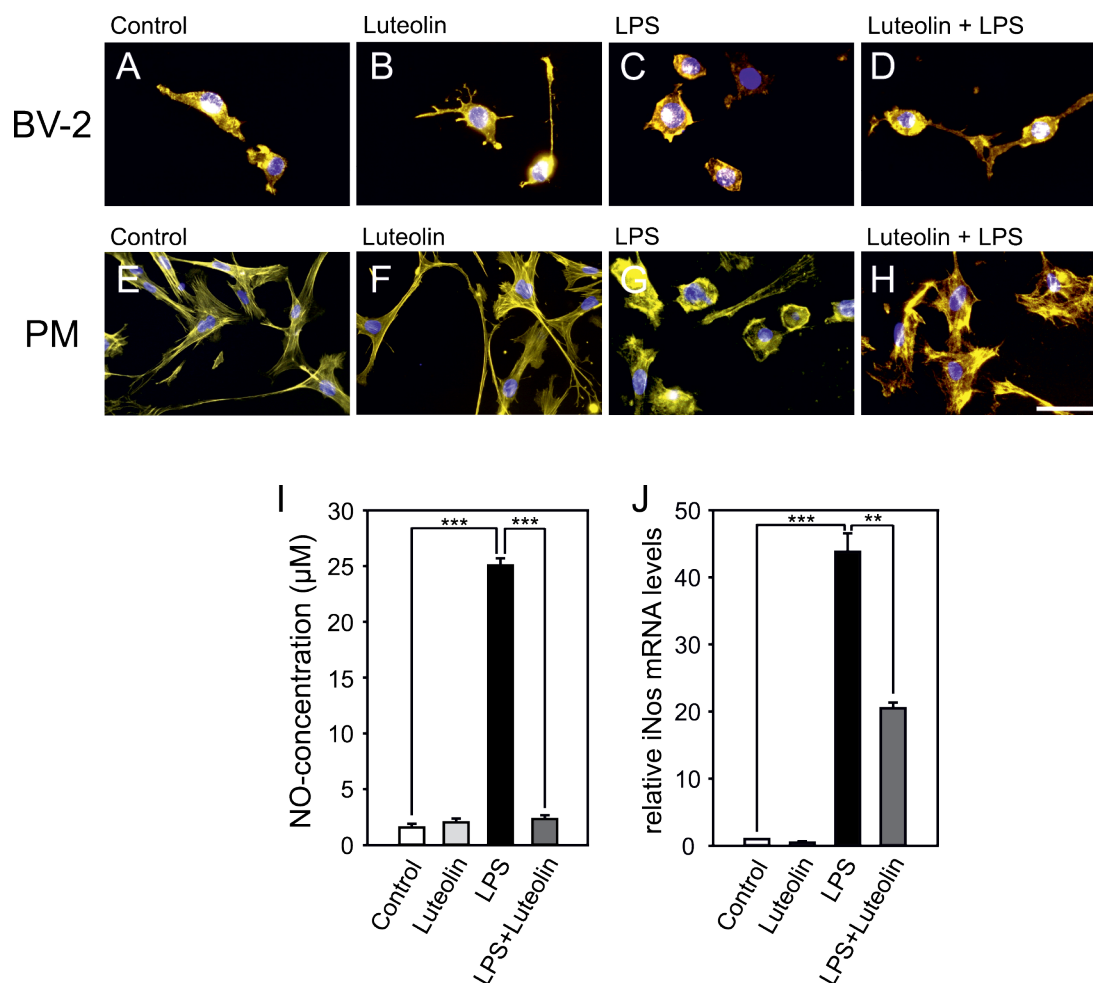 Control Luteolin LPS Luteolin + LPS
A B C D
BV-2
Control Luteolin LPS Luteolin + LPS
E F G H
PM
I
30
25
20
15
10
5
0
NO-concentration (µM)
*** ***
Control
Luteolin
LPS
LPS+Luteolin
J
50
40
30
20
10
0
relative iNos mRNA levels
*** **
Control
Luteolin
LPS
LPS+Luteolin